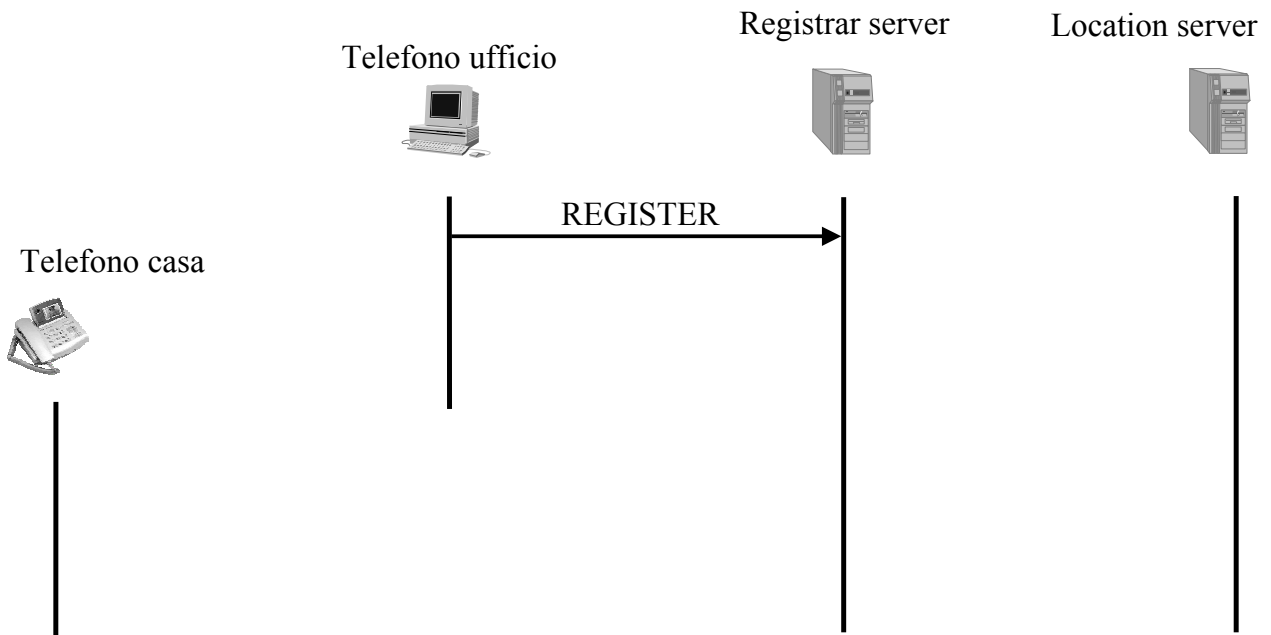 Registrar server
Location server
Telefono ufficio
REGISTER
Telefono casa